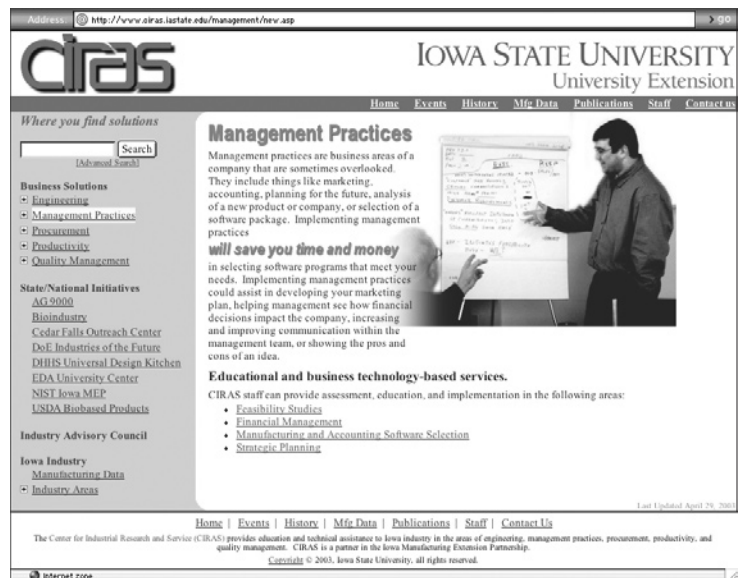 Address: http://www.ciras.iastate.edu/management/new.asp go
ciras
IOWA STATE UNIVERSITY
University Extension
Home Events History Mfg Data Publications Staff Contact us
Where you find solutions
Search
[Advanced Search]
Business Solutions
Engineering
Management Practices
Procurement
Productivity
Quality Management
State/National Initiatives
AG 9000
Bioindustry
Cedar Falls Outreach Center
DoE Industries of the Future
DHHS Universal Design Kitchen
EDA University Center
NIST Iowa MEP
USDA Biobased Products
Industry Advisory Council
Iowa Industry
Manufacturing Data
Industry Areas
Management Practices
Management practices are business areas of a
company that are sometimes overlooked.
They include things like marketing,
accounting, planning for the future, analysis
of a new product or company, or selection of a
software package. Implementing management
practices
will save you time and money
in selecting software programs that meet your
needs. Implementing management practices
could assist in developing your marketing
plan, helping management see how financial
decisions impact the company, increasing
and improving communication within the
management team, or showing the pros and
cons of an idea.
Educational and business technology-based services.
CIRAS staff can provide assessment, education, and implementation in the following areas:
Feasibility Studies
Financial Management
Manufacturing and Accounting Software Selection
Strategic Planning
Last Updated April 29, 2003
Home | Events | History | Mfg Data | Publications | Staff | Contact Us
The Center for Industrial Research and Service (CIRAS) provides education and technical assistance to Iowa industry in the areas of engineering, management practices, procurement, productivity, and
quality management. CIRAS is a partner in the Iowa Manufacturing Extension Partnership.
Copyright © 2003, Iowa State University, all rights reserved.
Internet zone